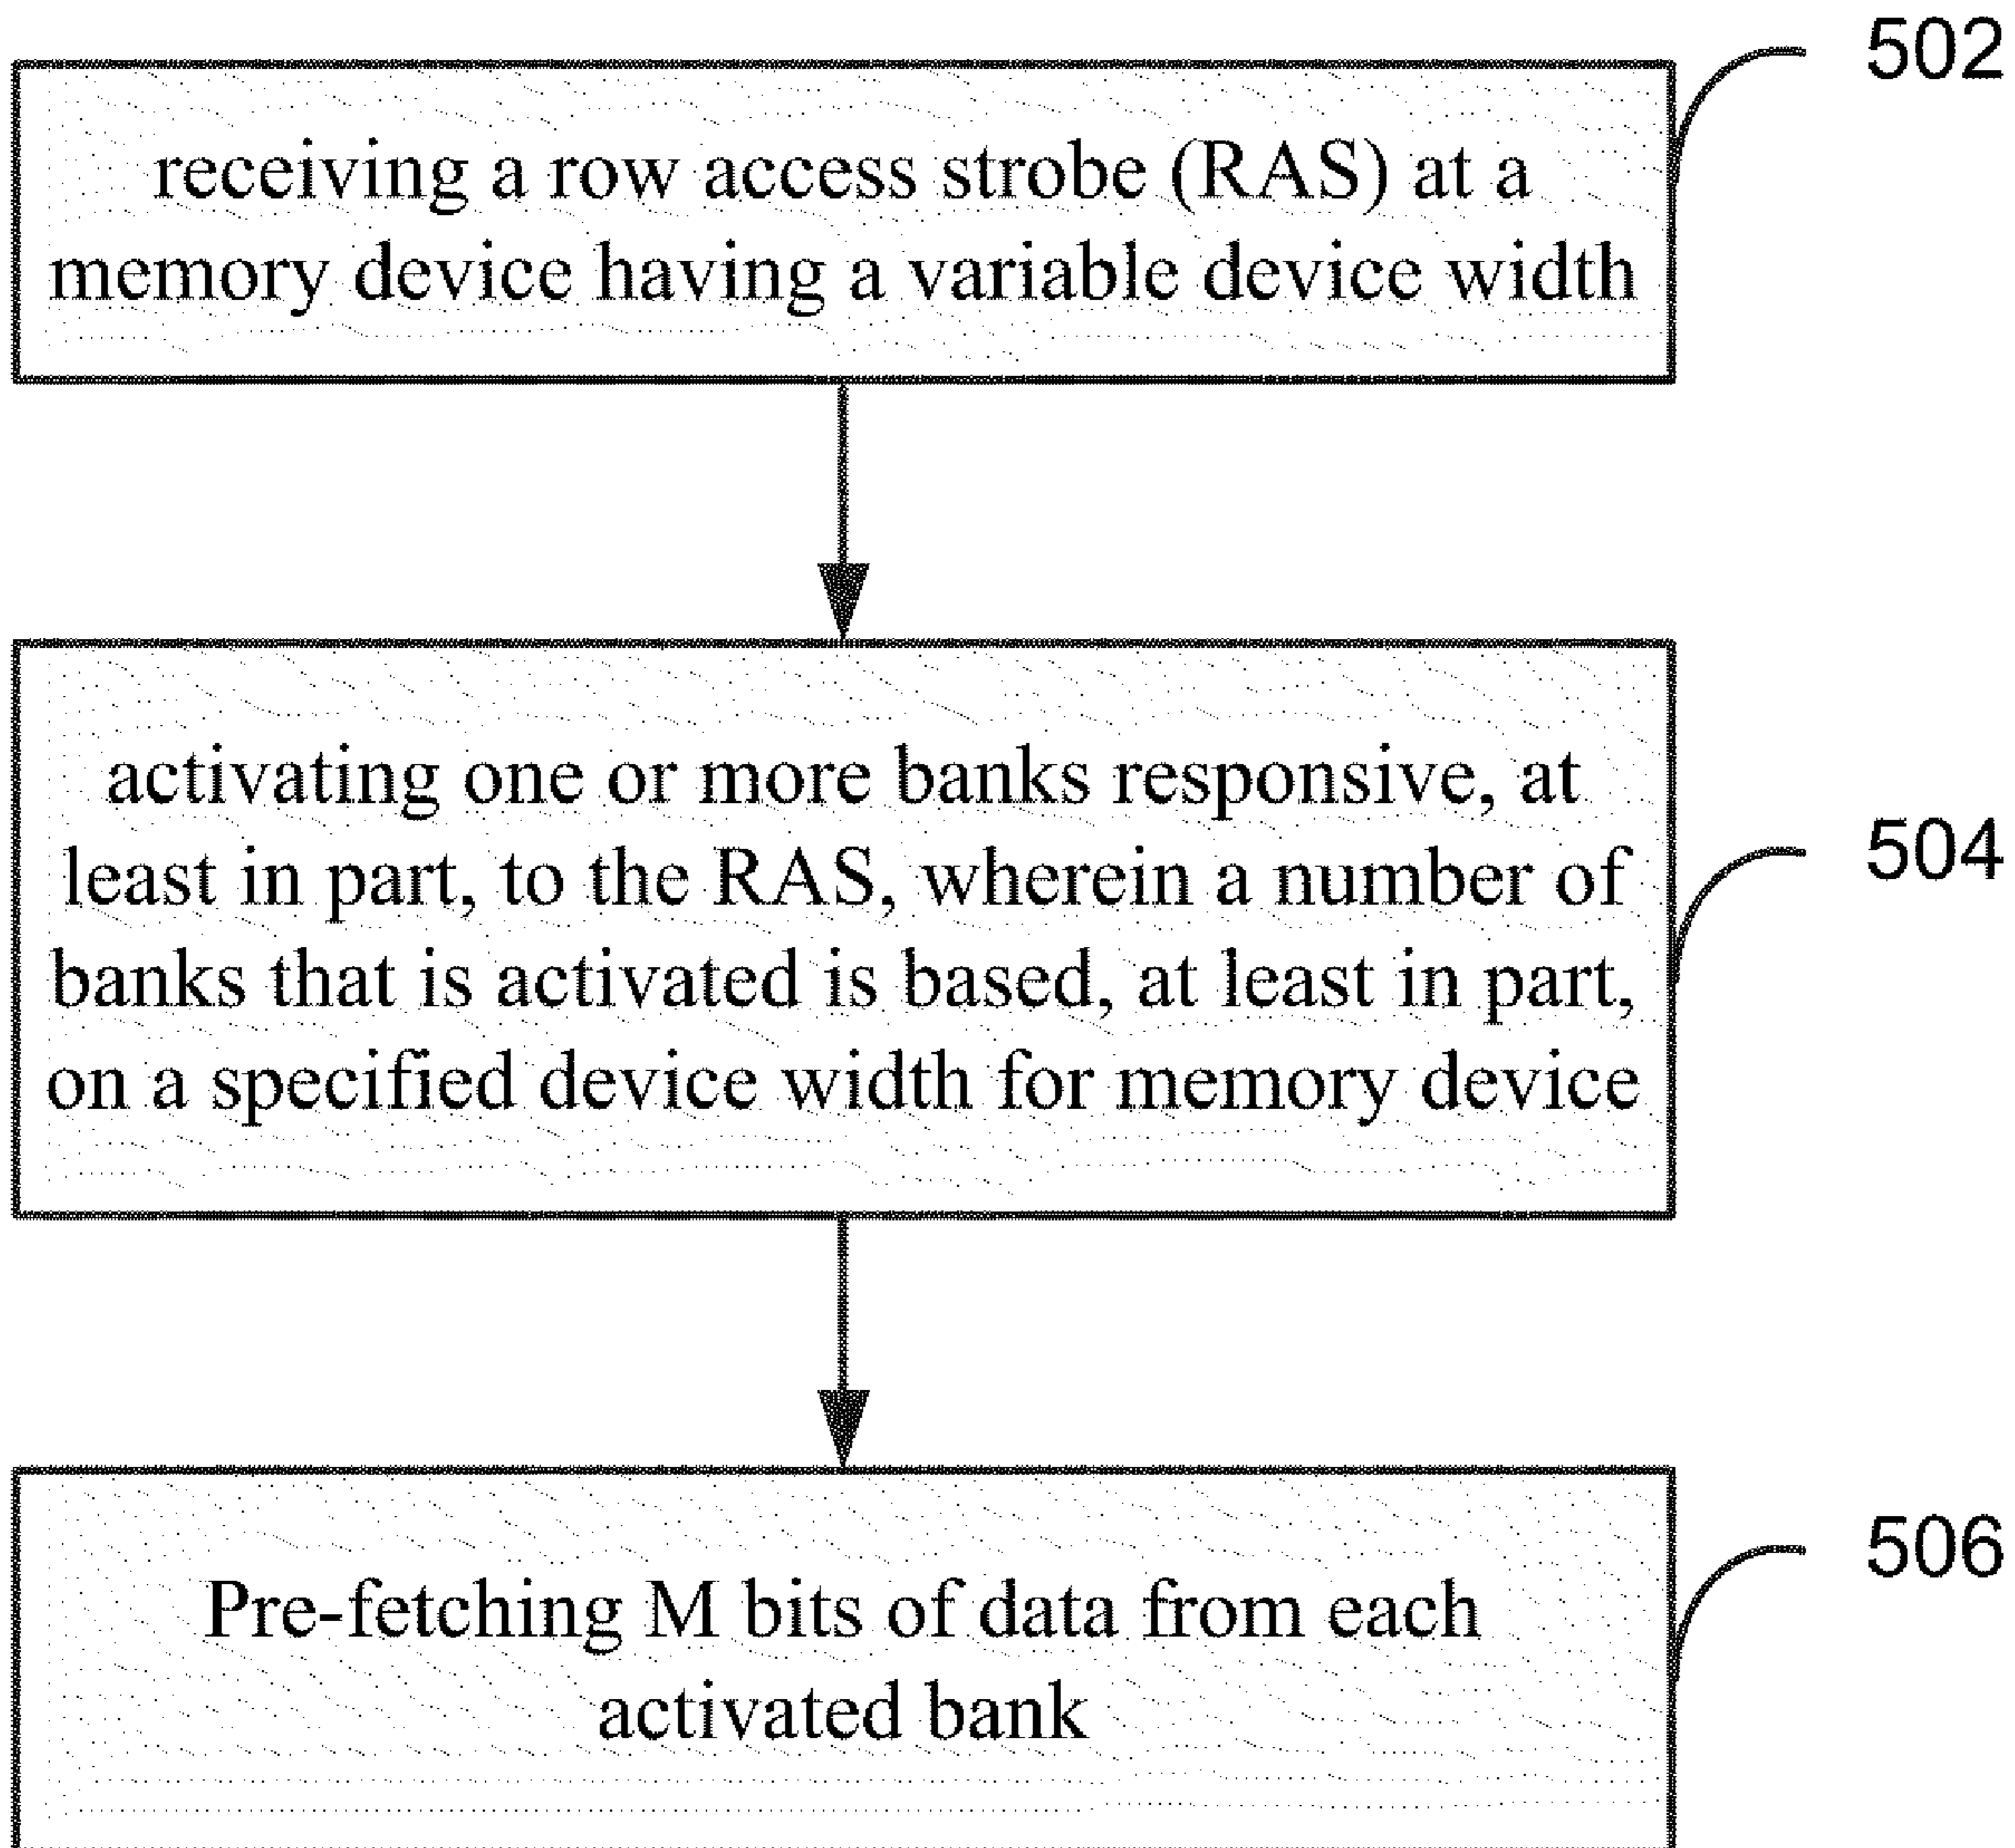 502
receiving a row access strobe (RAS) at a
memory device having a variable device width
activating one or more banks responsive, at
least in part, to the RAS, wherein a number of
504
banks that is activated is based, at least in part,
on a specified device width for memory device
506
Pre-fetching M bits of data from each
activated bank